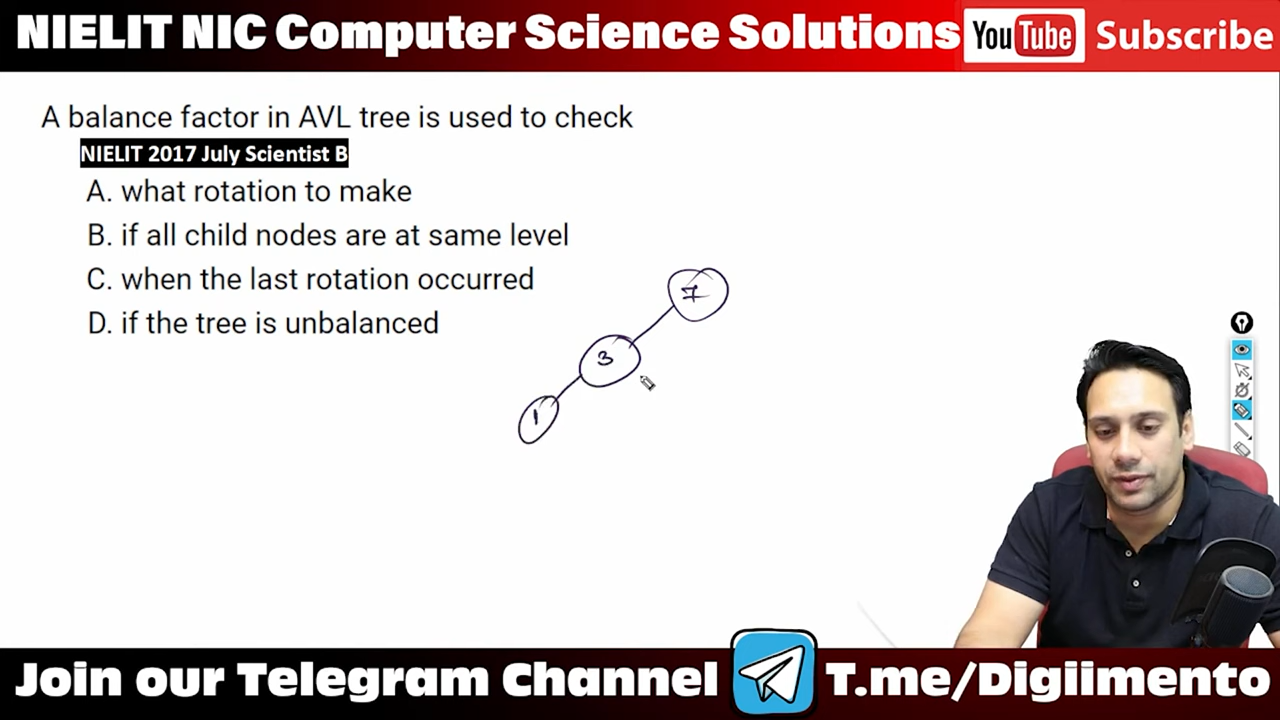 NIELIT NIC Computer Science Solutions YouTube Subscribe
A balance factor in AVL tree is used to check
NIELIT 2017 July Scientist B
A. what rotation to make
B. if all child nodes are at same level
C. when the last rotation occurred
D. if the tree is unbalanced
7
3
1
Join our Telegram Channel T.me/Digiimento